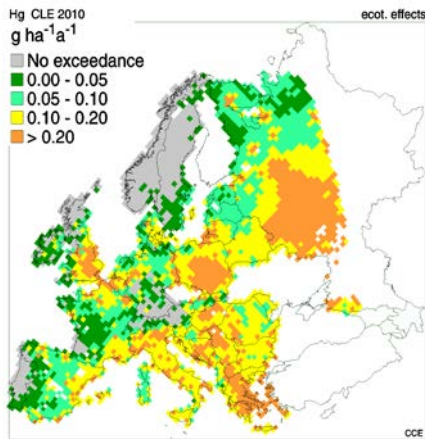 Hg CLE 2010
ecot. effects
g ha⁻¹a⁻¹
No exceedance
0.00 - 0.05
0.05 - 0.10
0.10 - 0.20
> 0.20
CCE